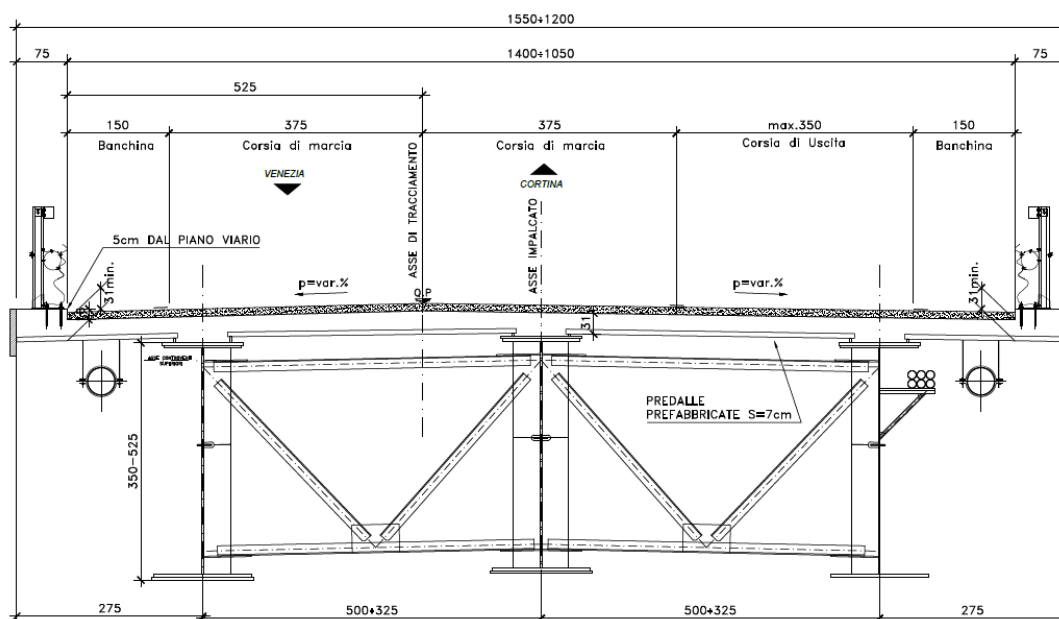 1550÷1200
75
1400÷1050
75
525
150
375
375
max.350
150
Banchina
Corsia di marcia
Corsia di marcia
Corsia di Uscita
Banchina
VENEZIA
CORTINA
ASSE DI TRACCIAMENTO
ASSE IMPALCATO
5cm DAL PIANO VIARIO
31min.
p=var.%
Q.P
p=var.%
31min.
31
PREDALLE
PREFABBRICATE S=7cm
350-525
275
500÷325
500÷325
275